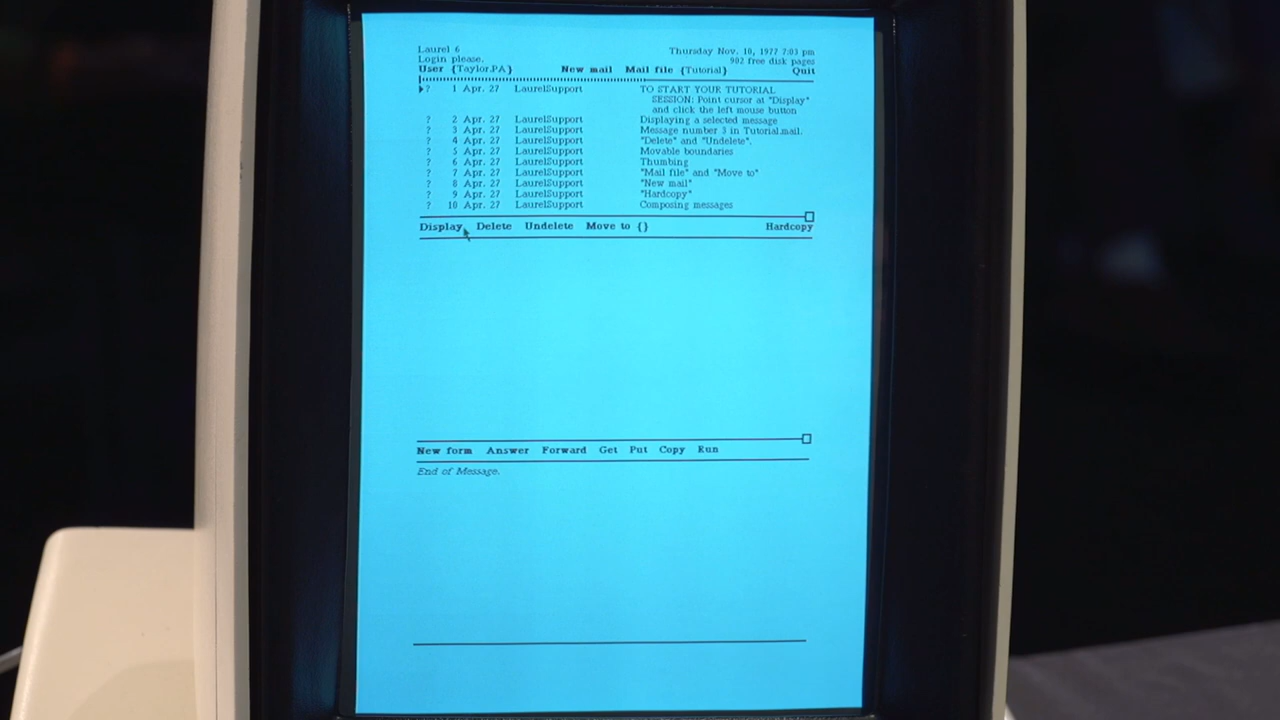 Laurel 6 Thursday Nov. 10, 1977 7:03 pm
Login please. 902 free disk pages
User {Taylor.PA} New mail Mail file {Tutorial} Quit
? 1 Apr. 27 LaurelSupport TO START YOUR TUTORIAL
SESSION: Point cursor at "Display"
and click the left mouse button
? 2 Apr. 27 LaurelSupport Displaying a selected message
? 3 Apr. 27 LaurelSupport Message number 3 in Tutorial.mail.
? 4 Apr. 27 LaurelSupport "Delete" and "Undelete".
? 5 Apr. 27 LaurelSupport Movable boundaries
? 6 Apr. 27 LaurelSupport Thumbing
? 7 Apr. 27 LaurelSupport "Mail file" and "Move to"
? 8 Apr. 27 LaurelSupport "New mail"
? 9 Apr. 27 LaurelSupport "Hardcopy"
? 10 Apr. 27 LaurelSupport Composing messages
Display Delete Undelete Move to {} Hardcopy
New form Answer Forward Get Put Copy Run
End of Message.